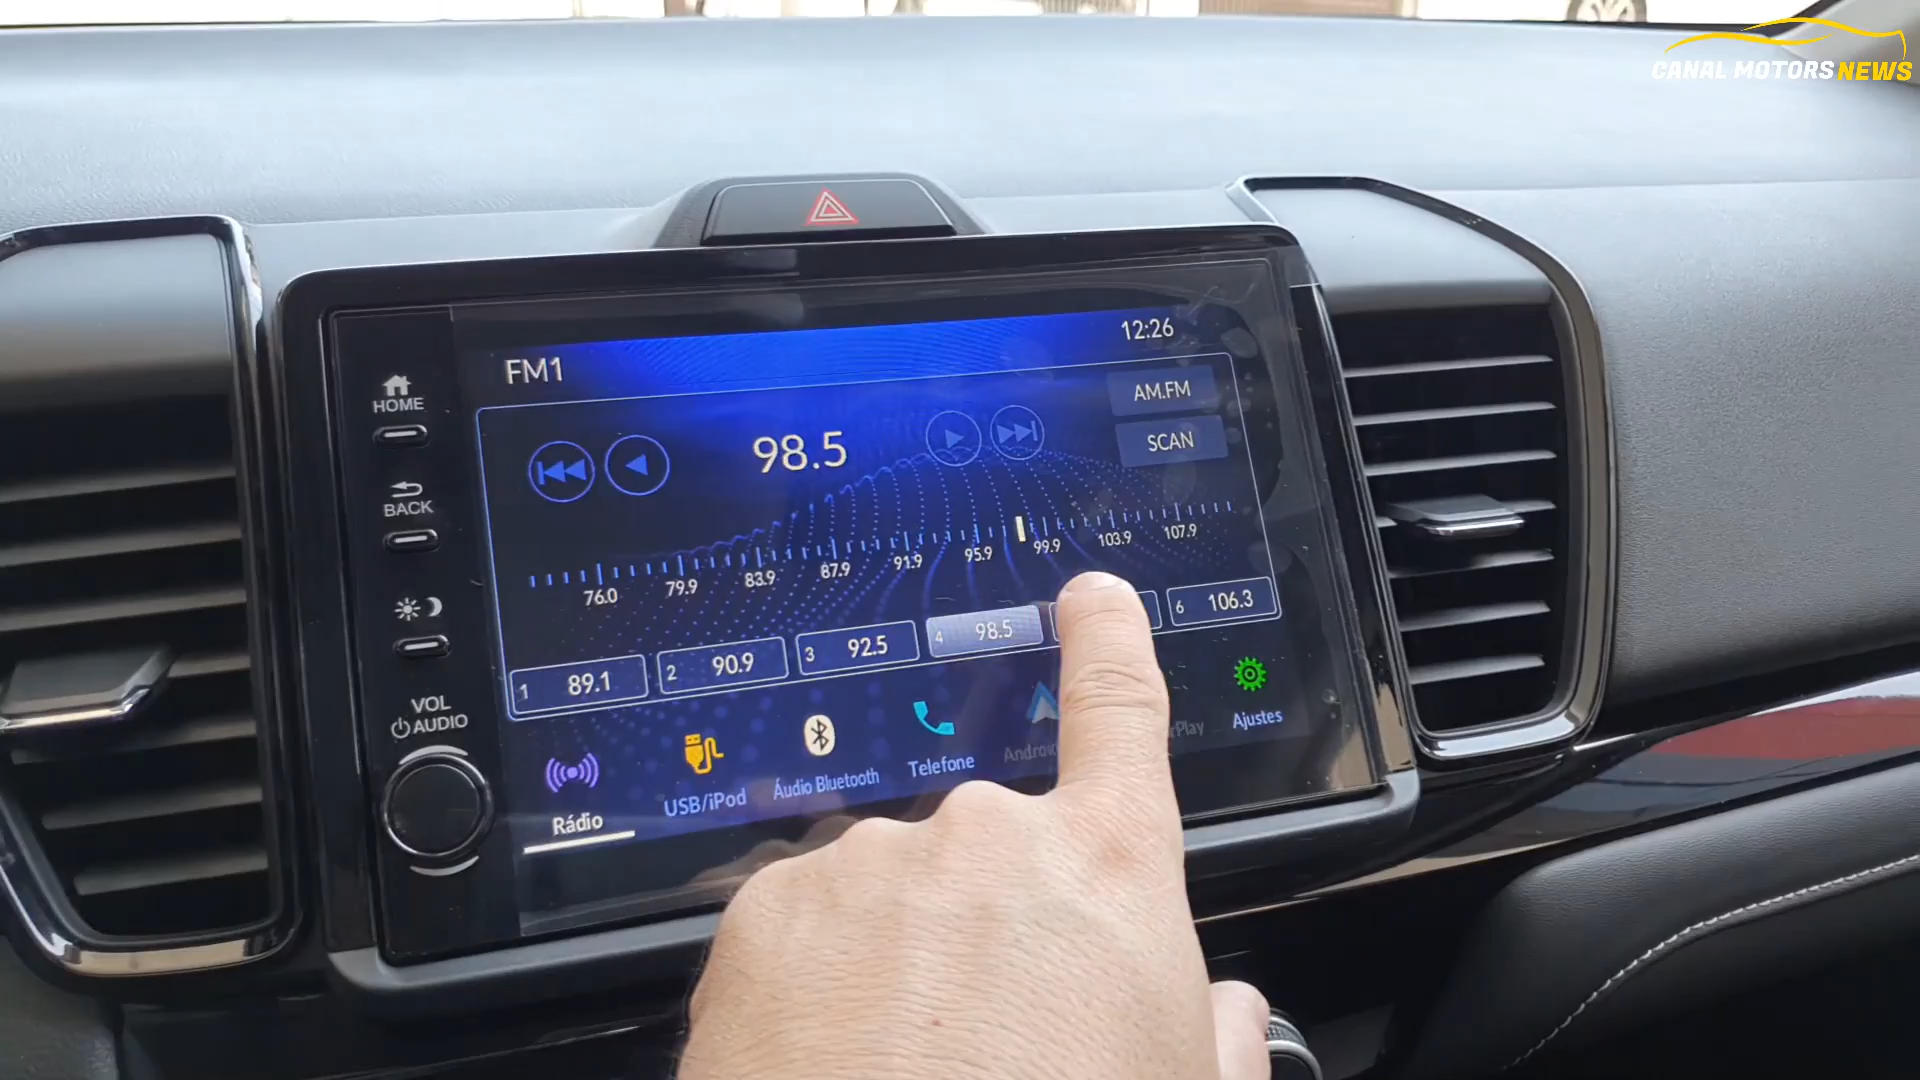 CANAL MOTORS NEWS
12:26
FM1
AM.FM
HOME
98.5
SCAN
BACK
76.0 79.9 83.9 87.9 91.9 95.9 99.9 103.9 107.9
1 89.1
2 90.9
3 92.5
4 98.5
6 106.3
VOL
AUDIO
Rádio
USB/iPod
Áudio Bluetooth
Telefone
Ajustes